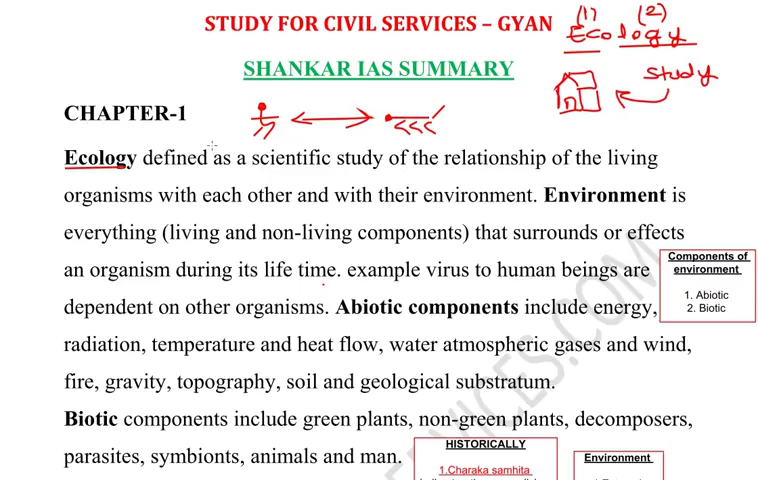 STUDY FOR CIVIL SERVICES – GYAN
(1) (2)
Ecology
study
SHANKAR IAS SUMMARY
CHAPTER-1
Ecology defined as a scientific study of the relationship of the living
organisms with each other and with their environment. Environment is
everything (living and non-living components) that surrounds or effects
an organism during its life time. example virus to human beings are
dependent on other organisms. Abiotic components include energy,
radiation, temperature and heat flow, water atmospheric gases and wind,
fire, gravity, topography, soil and geological substratum.
Biotic components include green plants, non-green plants, decomposers,
parasites, symbionts, animals and man.
Components of
environment
1. Abiotic
2. Biotic
HISTORICALLY
1.Charaka samhita
Environment